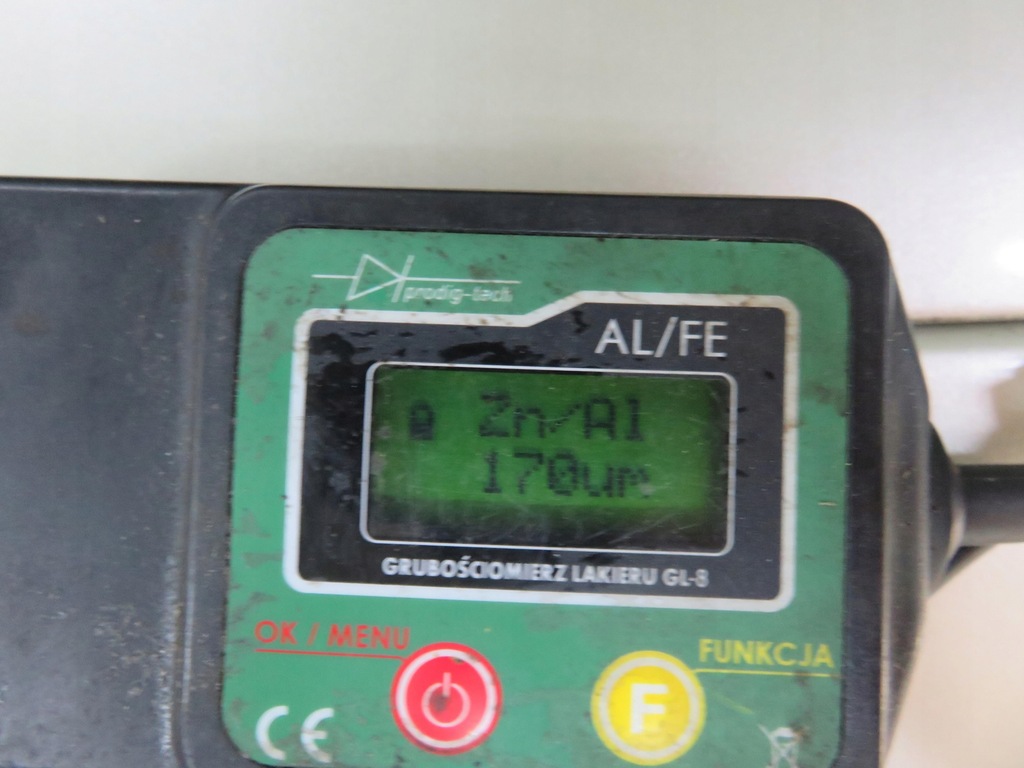 prodig-tech
AL/FE
Zn/Al
170um
GRUBOŚCIOMIERZ LAKIERU GL-8
OK / MENU
FUNKCJA
F
CE